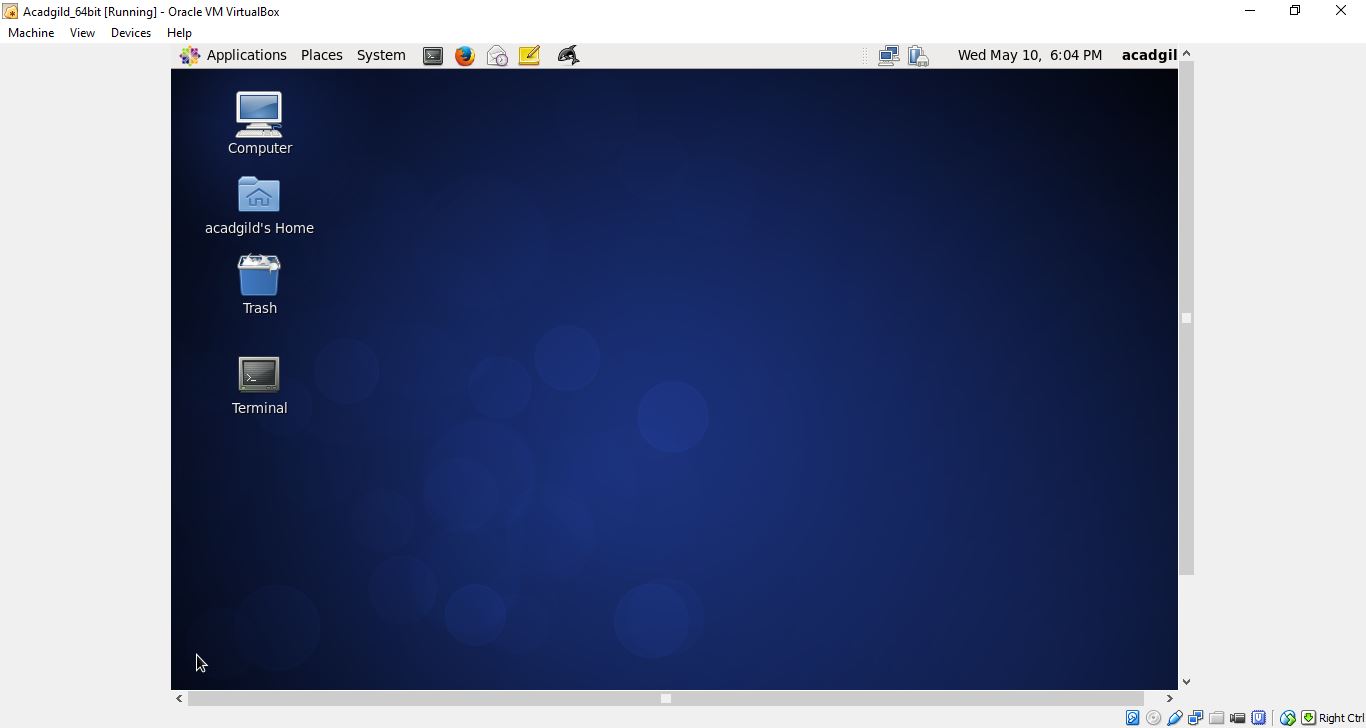 Acadgild_64bit [Running] - Oracle VM VirtualBox
Machine View Devices Help
Applications Places System Wed May 10, 6:04 PM acadgil
Computer
acadgild's Home
Trash
Terminal
Right Ctrl